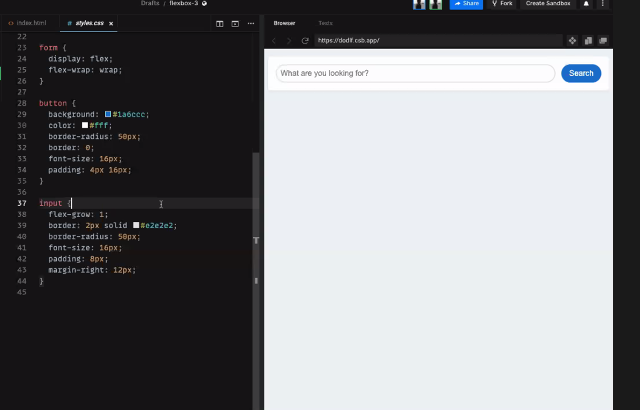 Drafts / flexbox-3
Share
Fork
Create Sandbox
index.html
styles.css ×
Browser
Tests
https://dodlf.csb.app/
22
23 form {
24 display: flex;
25 flex-wrap: wrap;
26 }
27
28 button {
29 background: #1a6ccc;
30 color: #fff;
31 border-radius: 50px;
32 border: 0;
33 font-size: 16px;
34 padding: 4px 16px;
35 }
36
37 input {
38 flex-grow: 1;
39 border: 2px solid #e2e2e2;
40 border-radius: 50px;
41 font-size: 16px;
42 padding: 8px;
43 margin-right: 12px;
44 }
45
What are you looking for?
Search